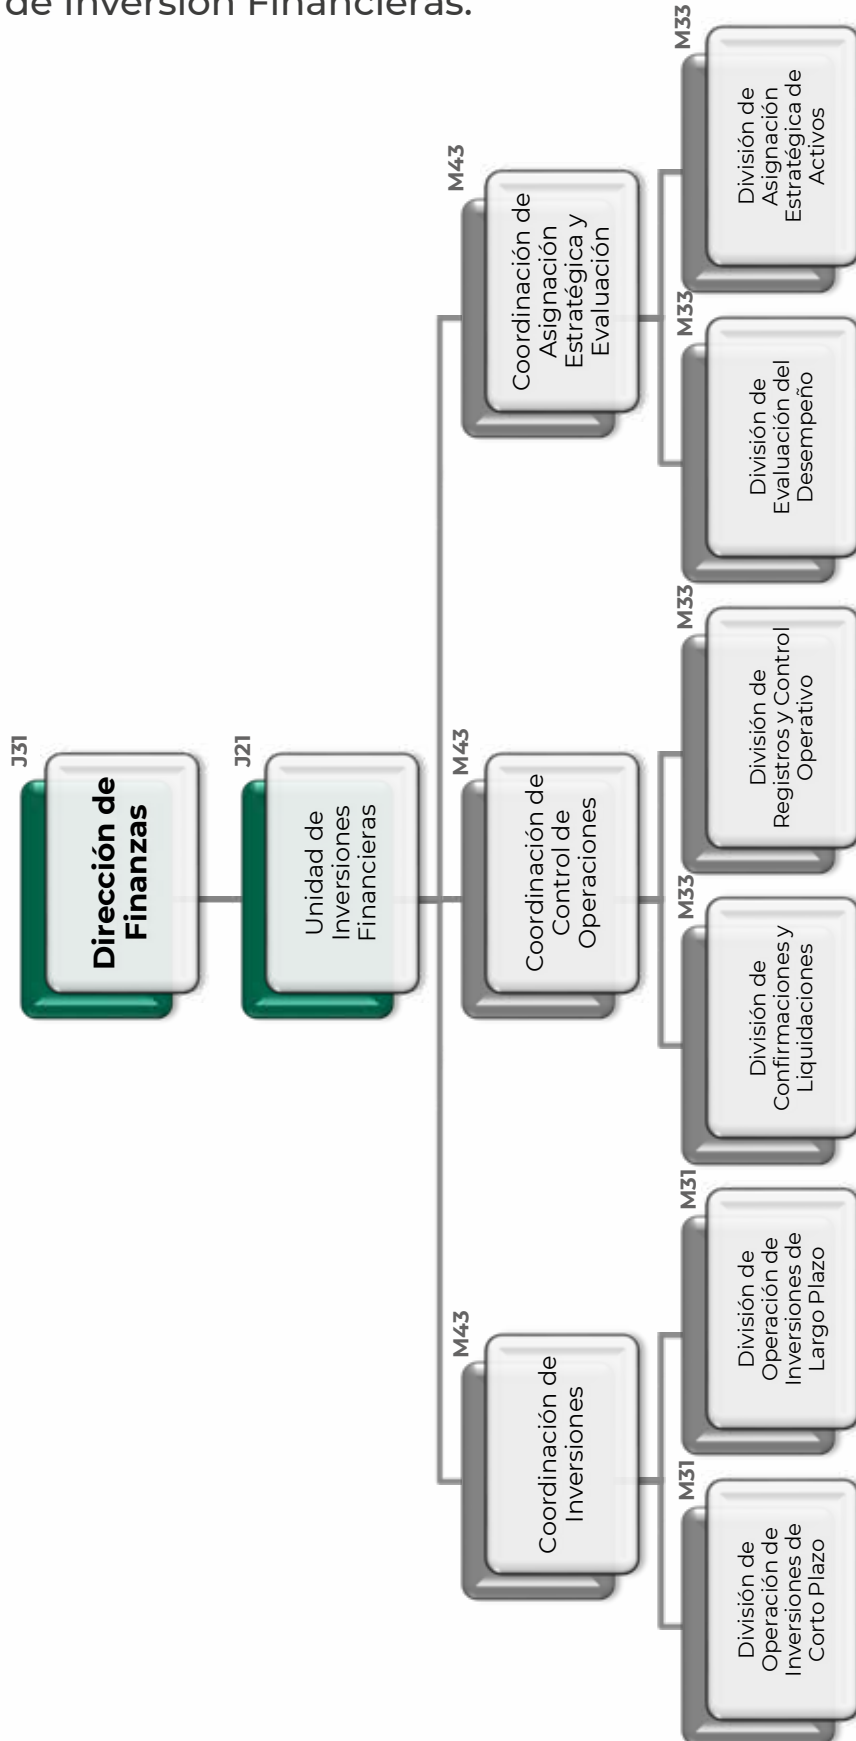 de Inversión Financieras.
J31
Dirección de
Finanzas
J21
Unidad de
Inversiones
Financieras
M43
Coordinación de
Inversiones
M43
Coordinación de
Control de
Operaciones
M43
Coordinación de
Asignación
Estratégica y
Evaluación
M31
División de
Operación de
Inversiones de
Corto Plazo
M31
División de
Operación de
Inversiones de
Largo Plazo
M33
División de
Confirmaciones y
Liquidaciones
M33
División de
Registros y Control
Operativo
M33
División de
Evaluación del
Desempeño
M33
División de
Asignación
Estratégica de
Activos